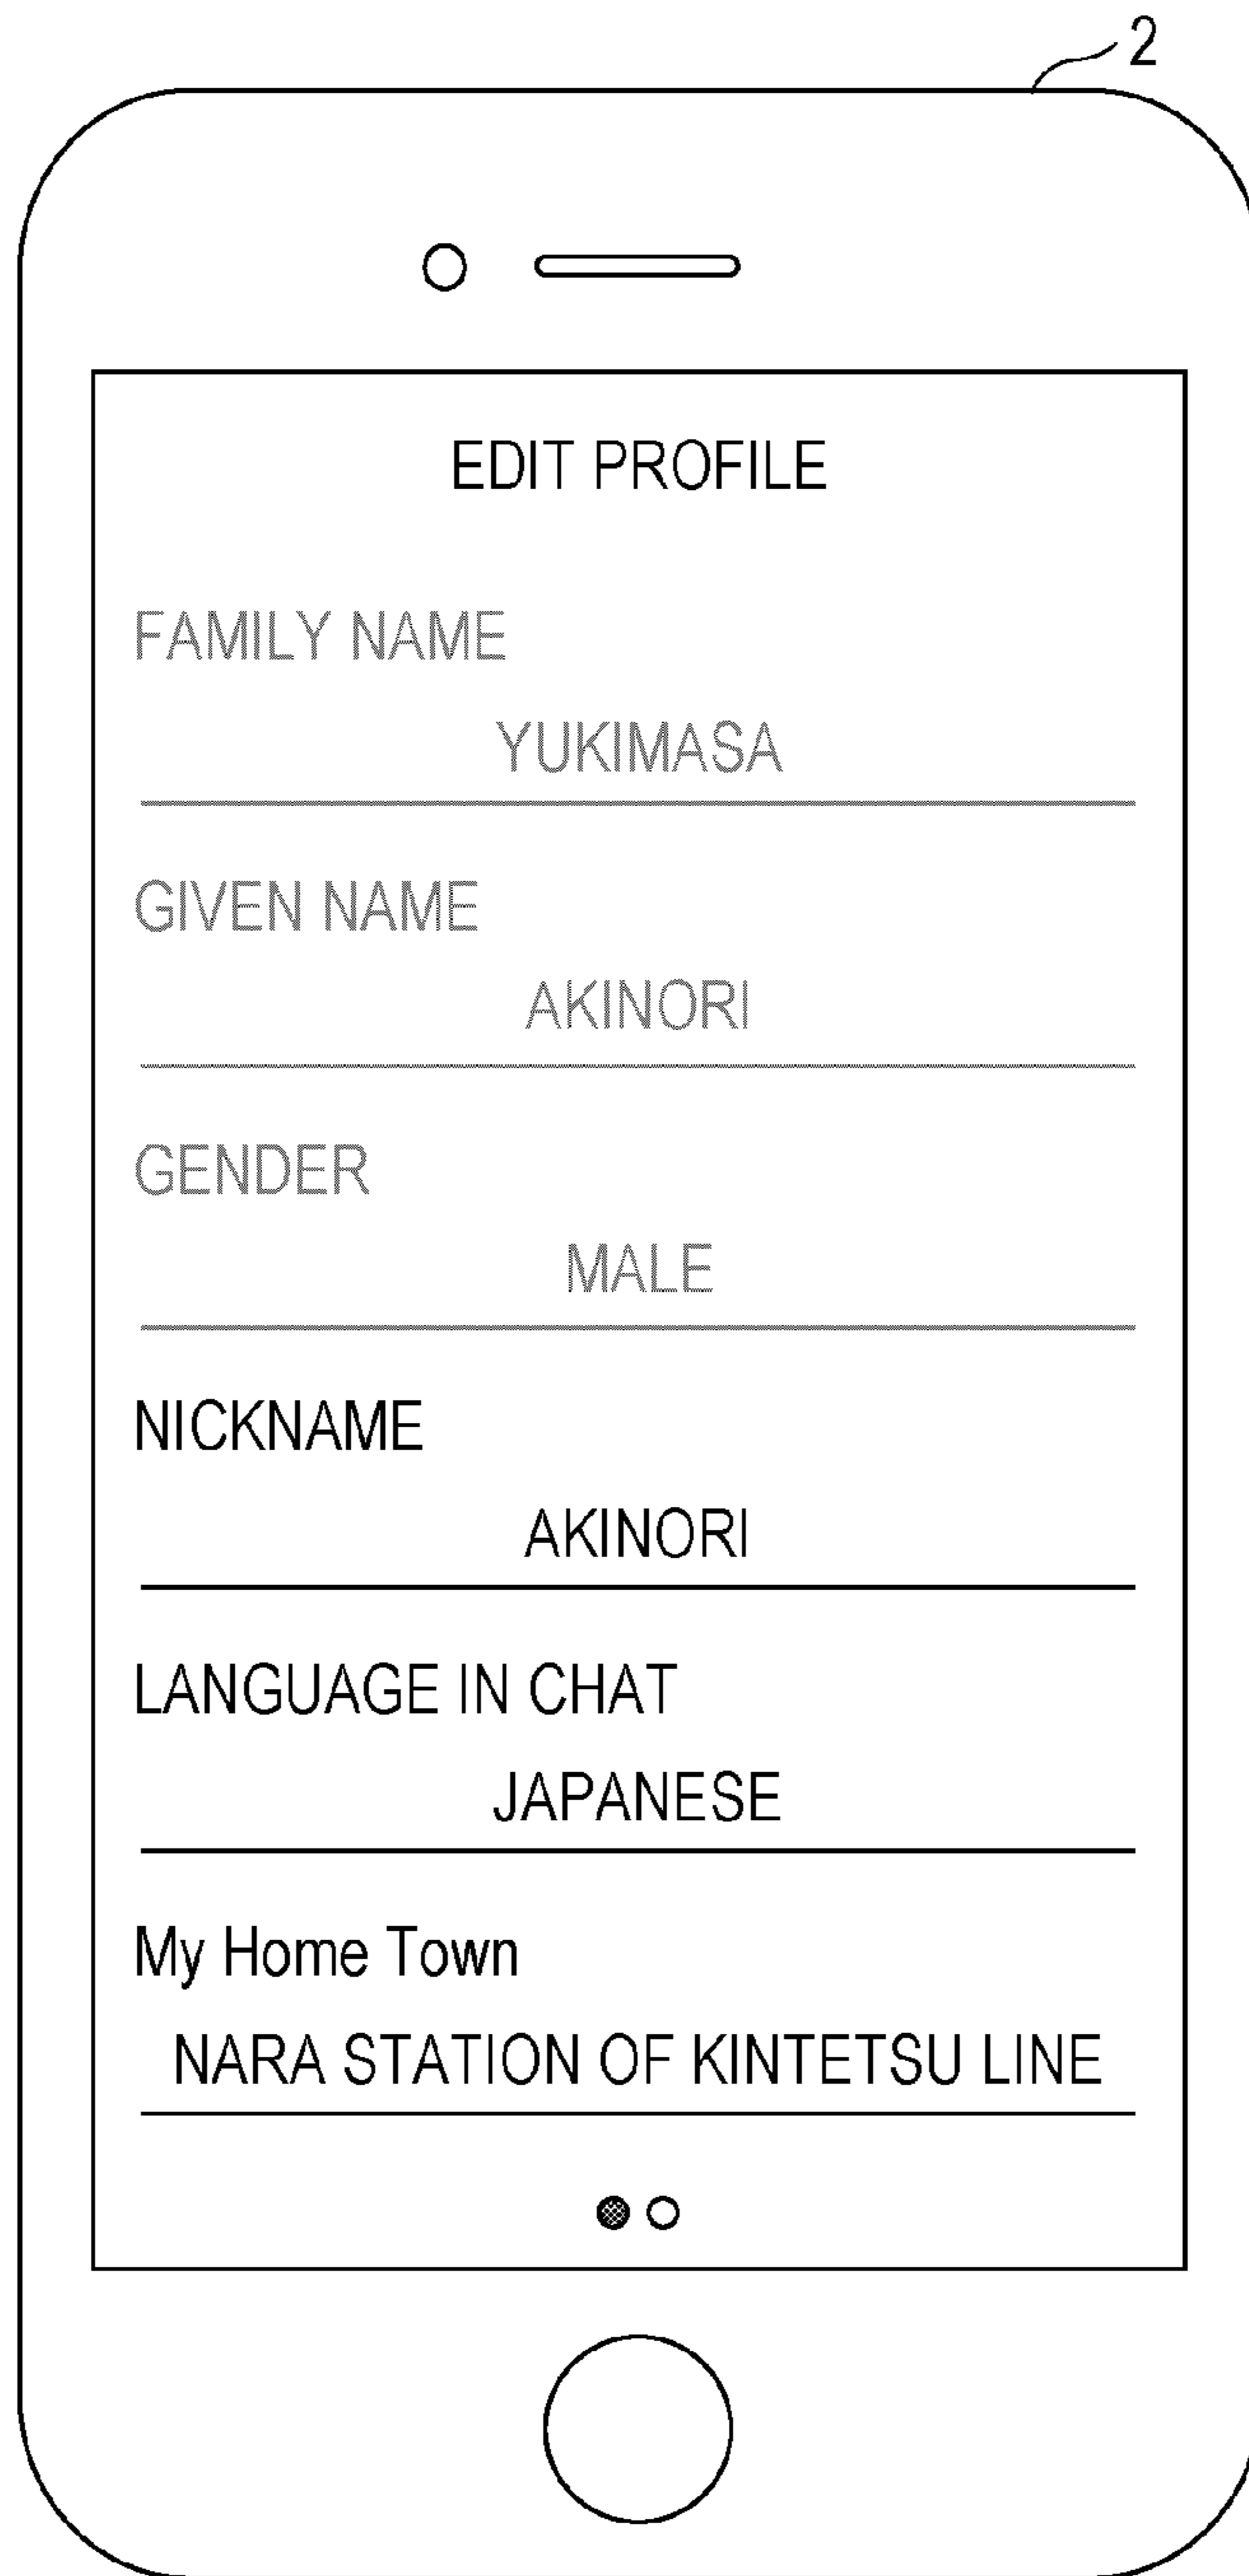 2
EDIT PROFILE
FAMILY NAME
YUKIMASA
GIVEN NAME
AKINORI
GENDER
MALE
NICKNAME
AKINORI
LANGUAGE IN CHAT
JAPANESE
My Home Town
NARA STATION OF KINTETSU LINE